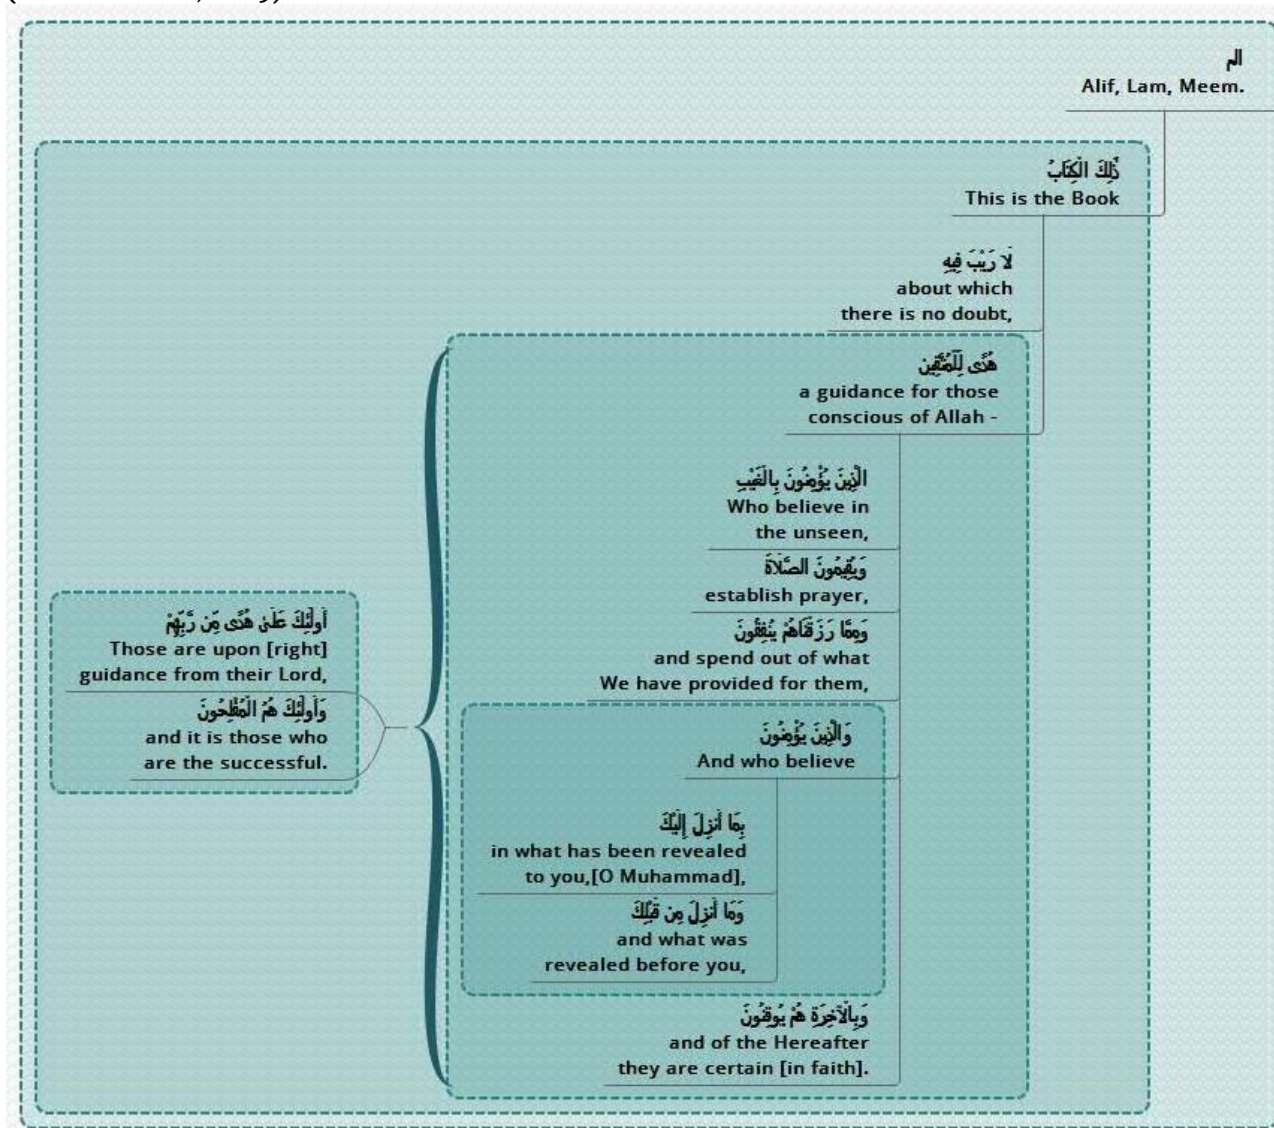 الم
Alif, Lam, Meem.
ذَٰلِكَ الْكِتَابُ
This is the Book
لَا رَيْبَ فِيهِ
about which
there is no doubt,
هُدًى لِّلْمُتَّقِين
a guidance for those
conscious of Allah -
الَّذِينَ يُؤْمِنُونَ بِالْغَيْبِ
Who believe in
the unseen,
وَيُقِيمُونَ الصَّلَاةَ
establish prayer,
وَمِمَّا رَزَقْنَاهُمْ يُنفِقُونَ
and spend out of what
We have provided for them,
وَالَّذِينَ يُؤْمِنُونَ
And who believe
بِمَا أُنزِلَ إِلَيْكَ
in what has been revealed
to you,[O Muhammad],
وَمَا أُنزِلَ مِن قَبْلِكَ
and what was
revealed before you,
وَبِالْآخِرَةِ هُمْ يُوقِنُونَ
and of the Hereafter
they are certain [in faith].
أُولَٰئِكَ عَلَىٰ هُدًى مِّن رَّبِّهِمْ
Those are upon [right]
guidance from their Lord,
وَأُولَٰئِكَ هُمُ الْمُفْلِحُونَ
and it is those who
are the successful.